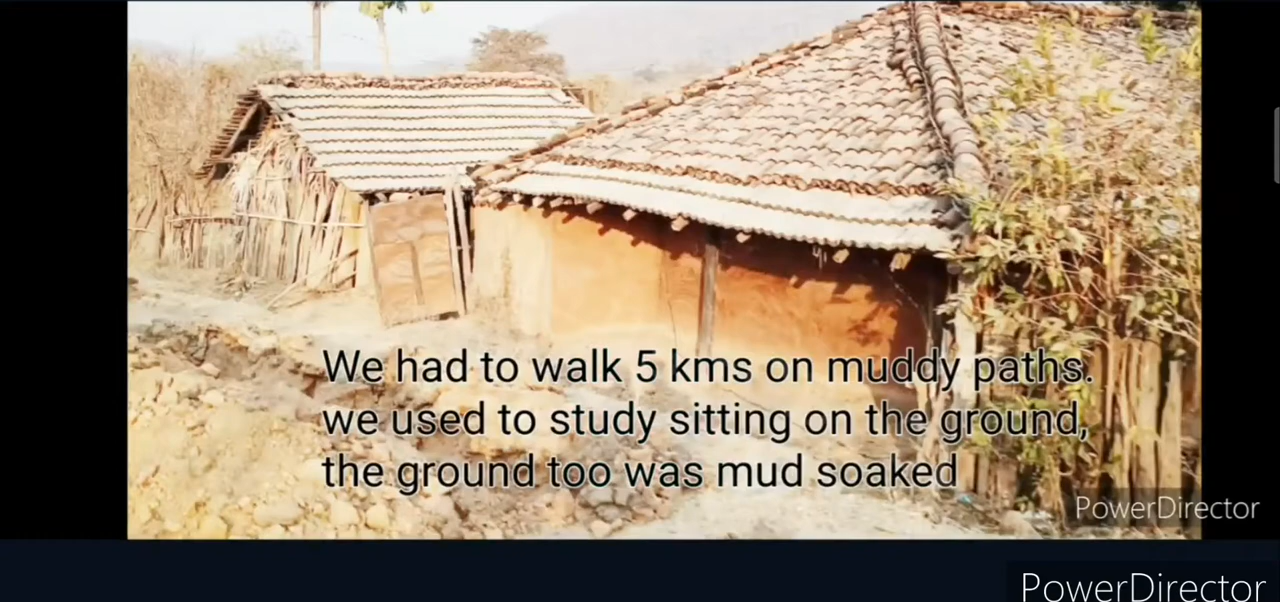 We had to walk 5 kms on muddy paths.
we used to study sitting on the ground,
the ground too was mud soaked
PowerDirector
PowerDirector